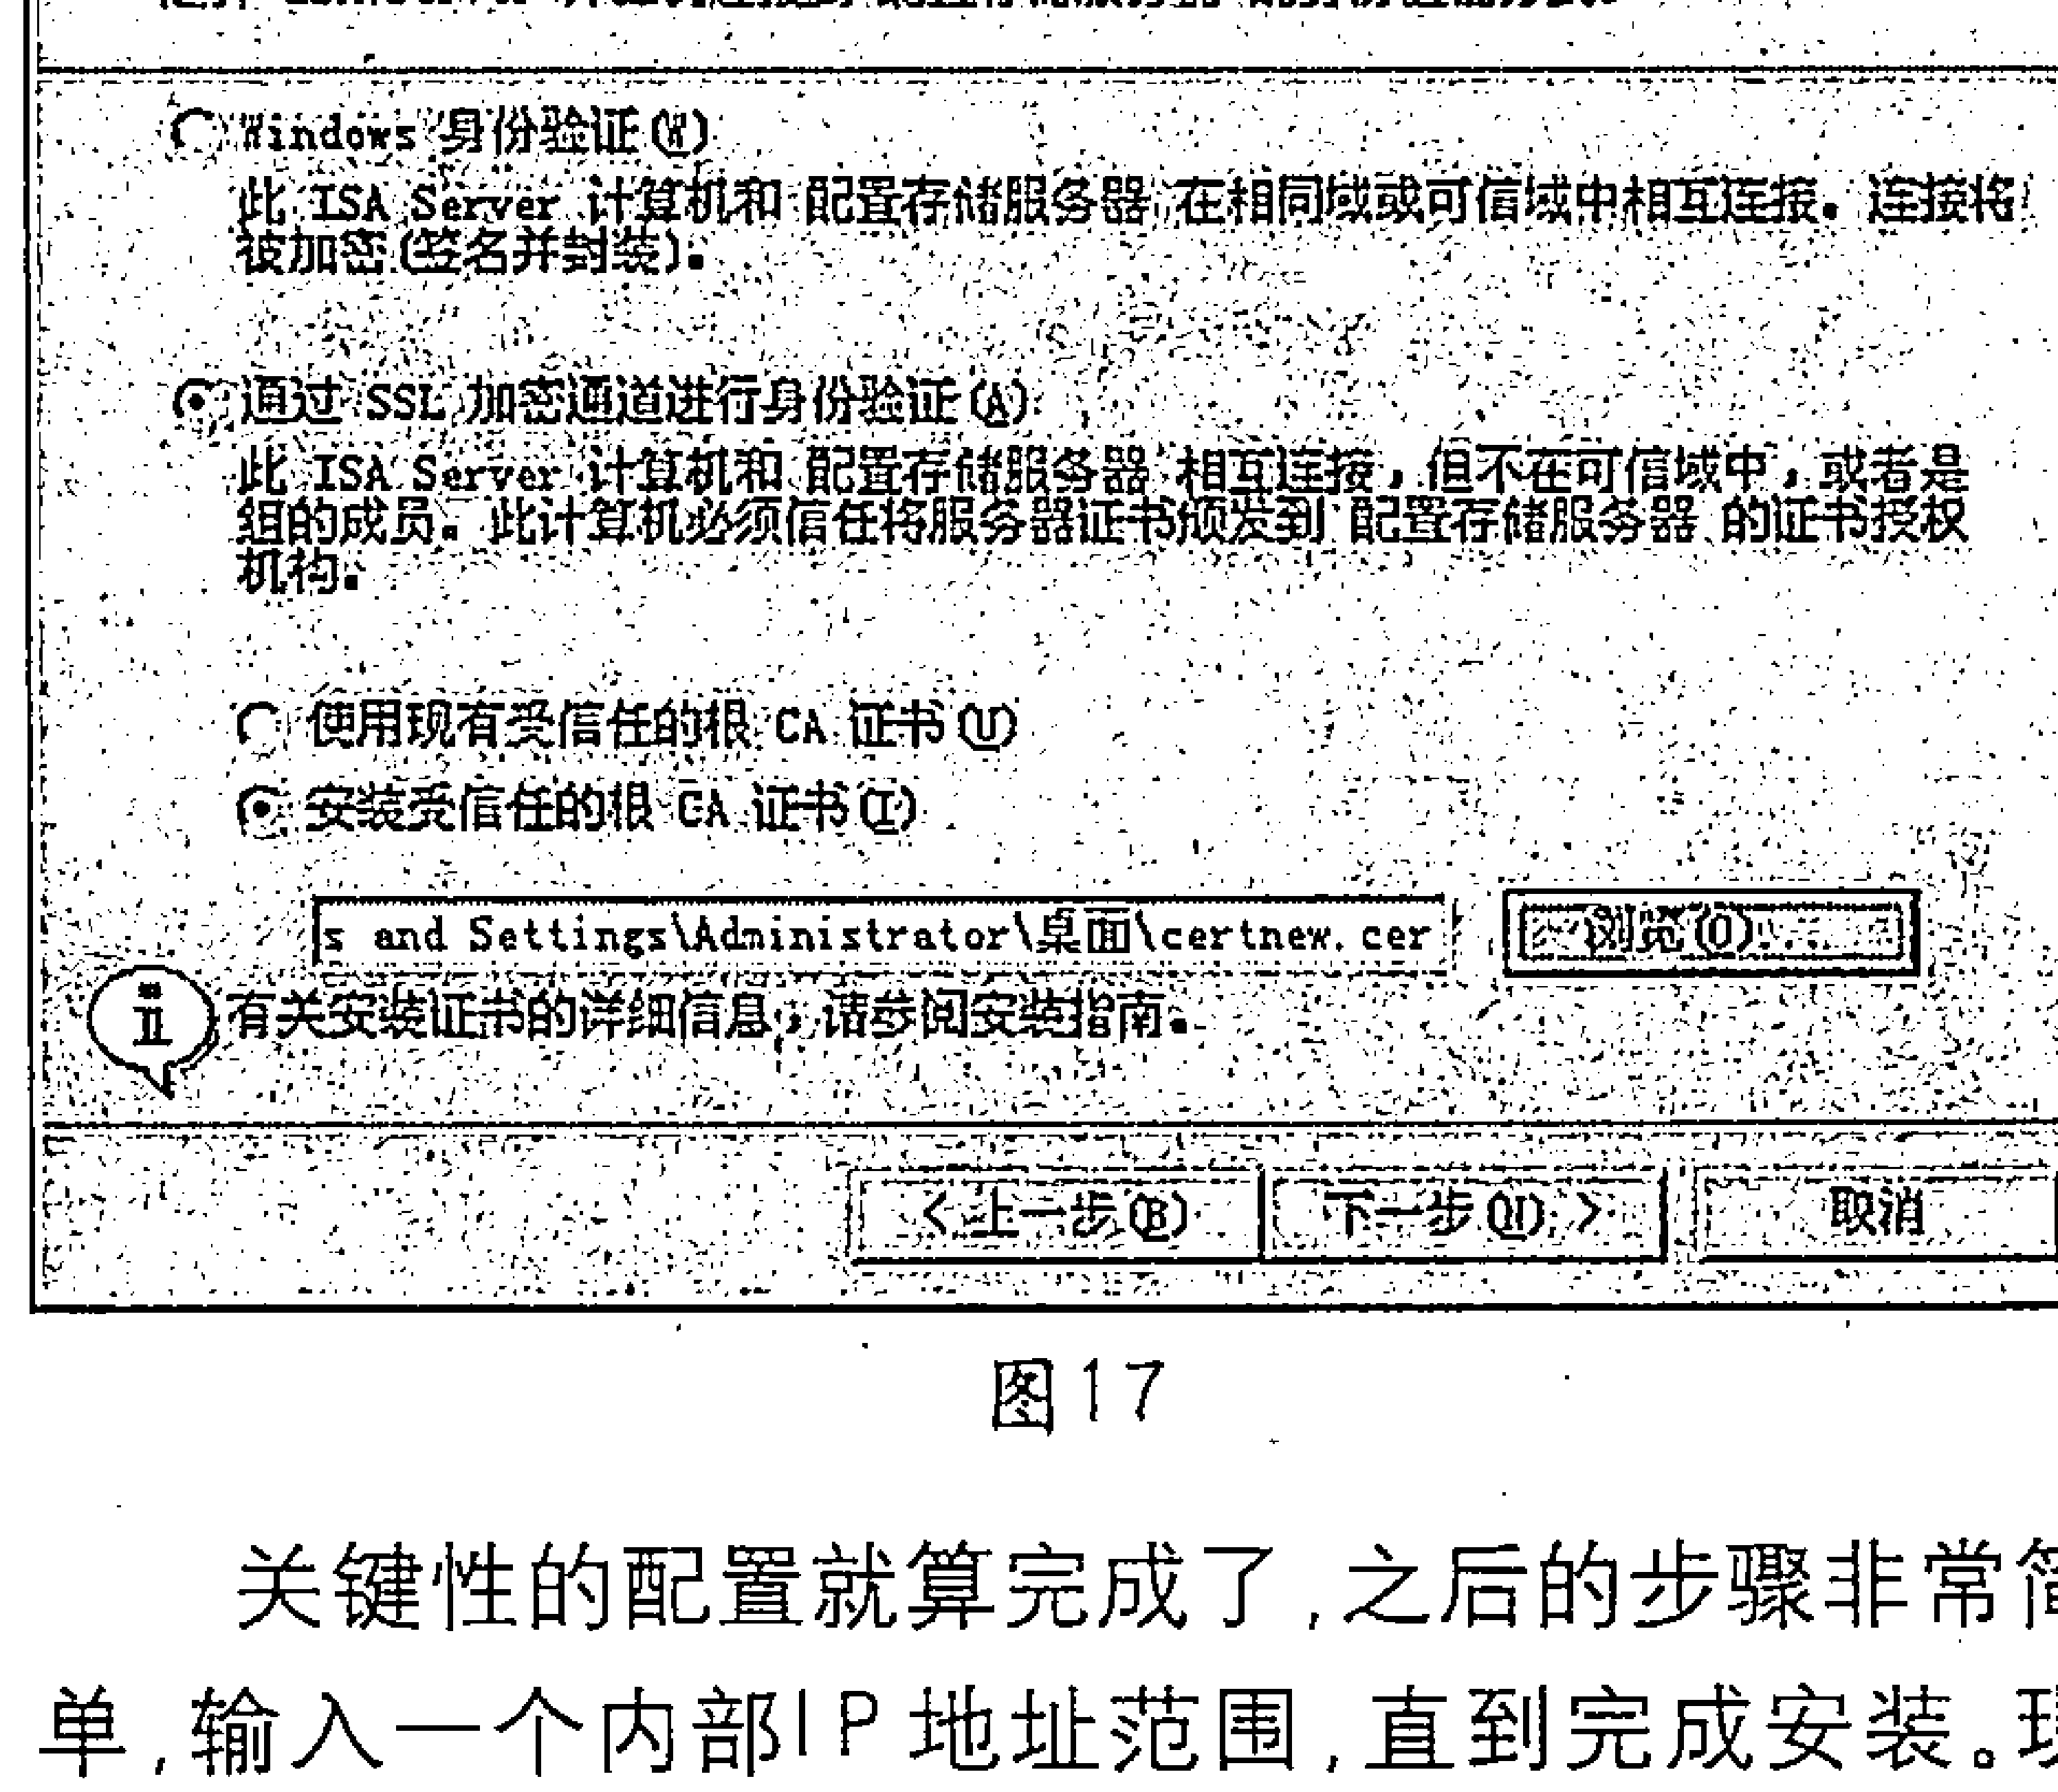 Windows 身份验证(W)
此 ISA Server 计算机和 配置存储服务器 在相同域或可信域中相互连接。连接将
被加密(签名并封装)。
通过 SSL 加密通道进行身份验证(A)
此 ISA Server 计算机和 配置存储服务器 相互连接，但不在可信域中，或者是
组的成员。此计算机必须信任将服务器证书颁发到 配置存储服务器 的证书授权
机构。
使用现有受信任的根 CA 证书(U)
安装受信任的根 CA 证书(I)
s and Settings\Administrator\桌面\certnew.cer
浏览(O)
有关安装证书的详细信息，请参阅安装指南。
< 上一步(B)
下一步(N) >
取消
图17
关键性的配置就算完成了,之后的步骤非常简
单,输入一个内部IP地址范围,直到完成安装。现